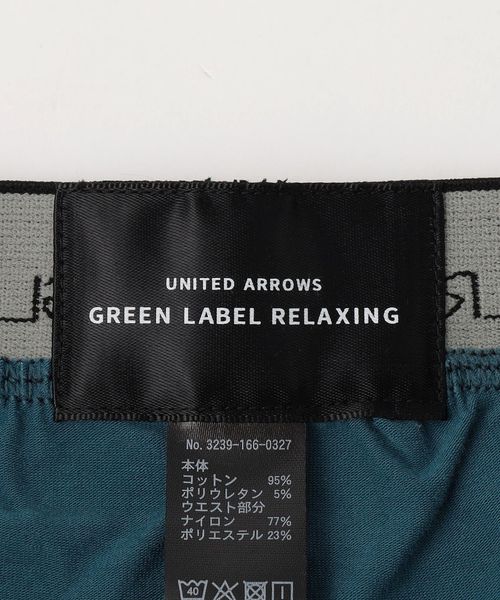 UNITED ARROWS
GREEN LABEL RELAXING
No. 3239-166-0327
本体
コットン 95%
ポリウレタン 5%
ウエスト部分
ナイロン 77%
ポリエステル 23%
40